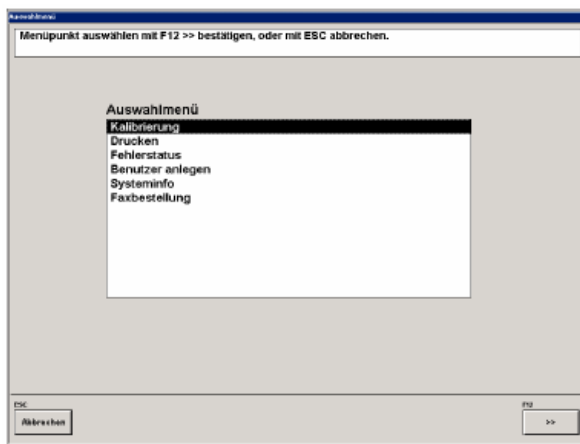 Auswahlmenü
Menüpunkt auswählen mit F12 >> bestätigen, oder mit ESC abbrechen.
Auswahlmenü
Kalibrierung
Drucken
Fehlerstatus
Benutzer anlegen
Systeminfo
Faxbestellung
ESC
F12
Abbrechen
>>